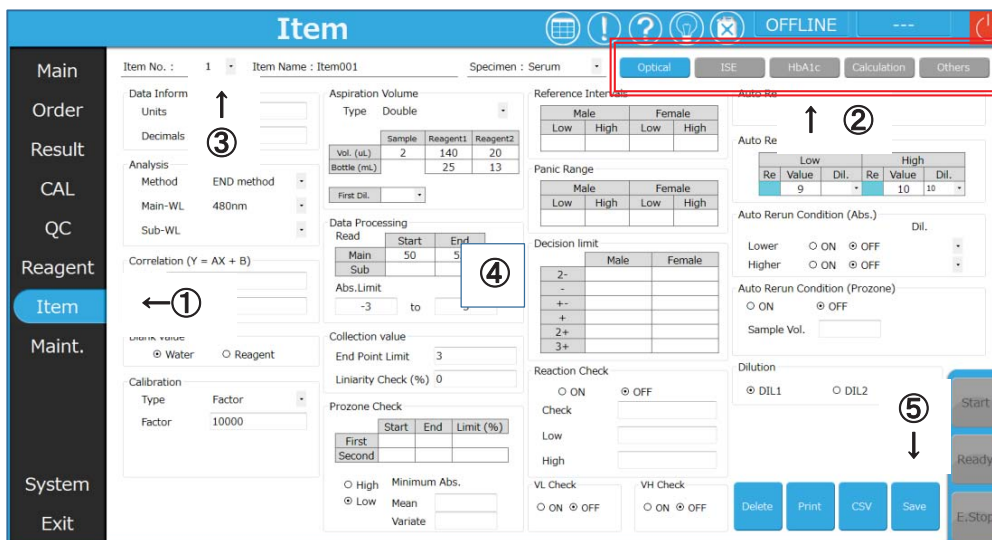 Item
OFFLINE
---
Main
Order
Result
CAL
QC
Reagent
Item
Maint.
System
Exit
Item No. : 1 Item Name : Item001 Specimen : Serum
Optical ISE HbA1c Calculation Others
Data Inform
Units
Decimals
↑
③
Analysis
Method END method
Main-WL 480nm
Sub-WL
Correlation (Y = AX + B)
←①
Blank value
Water Reagent
Calibration
Type Factor
Factor 10000
Aspiration Volume
Type Double
Sample Reagent1 Reagent2
Vol. (uL) 2 140 20
Bottle (mL) 25 13
First Dil.
Data Processing
Read Start End
Main 50 5
Sub
④
Abs.Limit
-3 to
Collection value
End Point Limit 3
Liniarity Check (%) 0
Prozone Check
Start End Limit (%)
First
Second
High Minimum Abs.
Low Mean
Variate
Reference Intervals
Male Female
Low High Low High
Panic Range
Male Female
Low High Low High
Decision limit
Male Female
2-
-
+-
+
2+
3+
Reaction Check
ON OFF
Check
Low
High
VL Check
ON OFF
VH Check
ON OFF
Auto Re
↑ ②
Auto Re
Low High
Re Value Dil. Re Value Dil.
9 10 10
Auto Rerun Condition (Abs.)
Dil.
Lower ON OFF
Higher ON OFF
Auto Rerun Condition (Prozone)
ON OFF
Sample Vol.
Dilution
DIL1 DIL2
⑤
↓
Delete Print CSV Save
Start
Ready
E.Stop